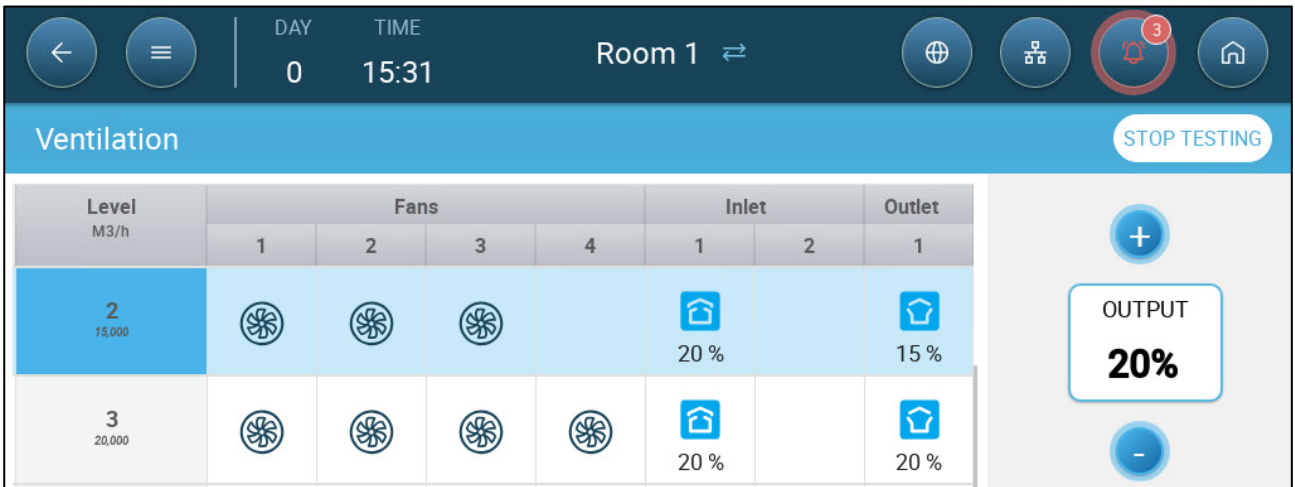 DAY TIME
0 15:31 Room 1 3
Ventilation STOP TESTING
Level Fans Inlet Outlet
M3/h 1 2 3 4 1 2 1
+
2
15,000
20 % 15 %
OUTPUT
20%
3
20,000
20 % 20 %
-